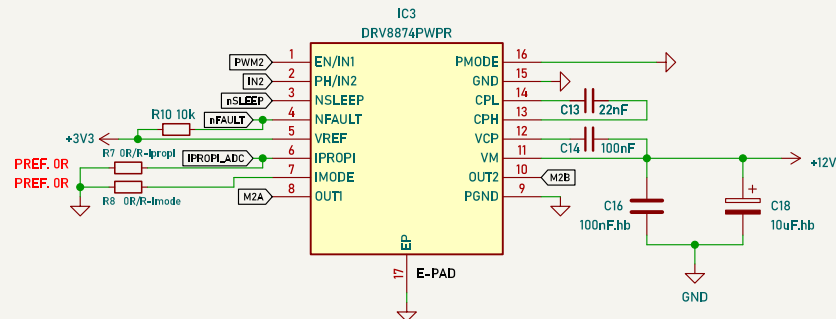 IC3
DRV8874PWPR
PWM2 1 EN/IN1 PMODE 16
IN2 2 PH/IN2 GND 15
nSLEEP 3 NSLEEP CPL 14 C13 22nF
R10 10k nFAULT 4 NFAULT CPH 13
+3V3 5 VREF VCP 12 C14 100nF
PREF. 0R R7 0R/R-Ipropi IPROPI_ADC 6 IPROPI VM 11 +12V
PREF. 0R 7 IMODE OUT2 10 M2B
R8 0R/R-Imode M2A 8 OUT1 PGND 9
C16 100nF.hb
+ C18 10uF.hb
EP
17 E-PAD
GND